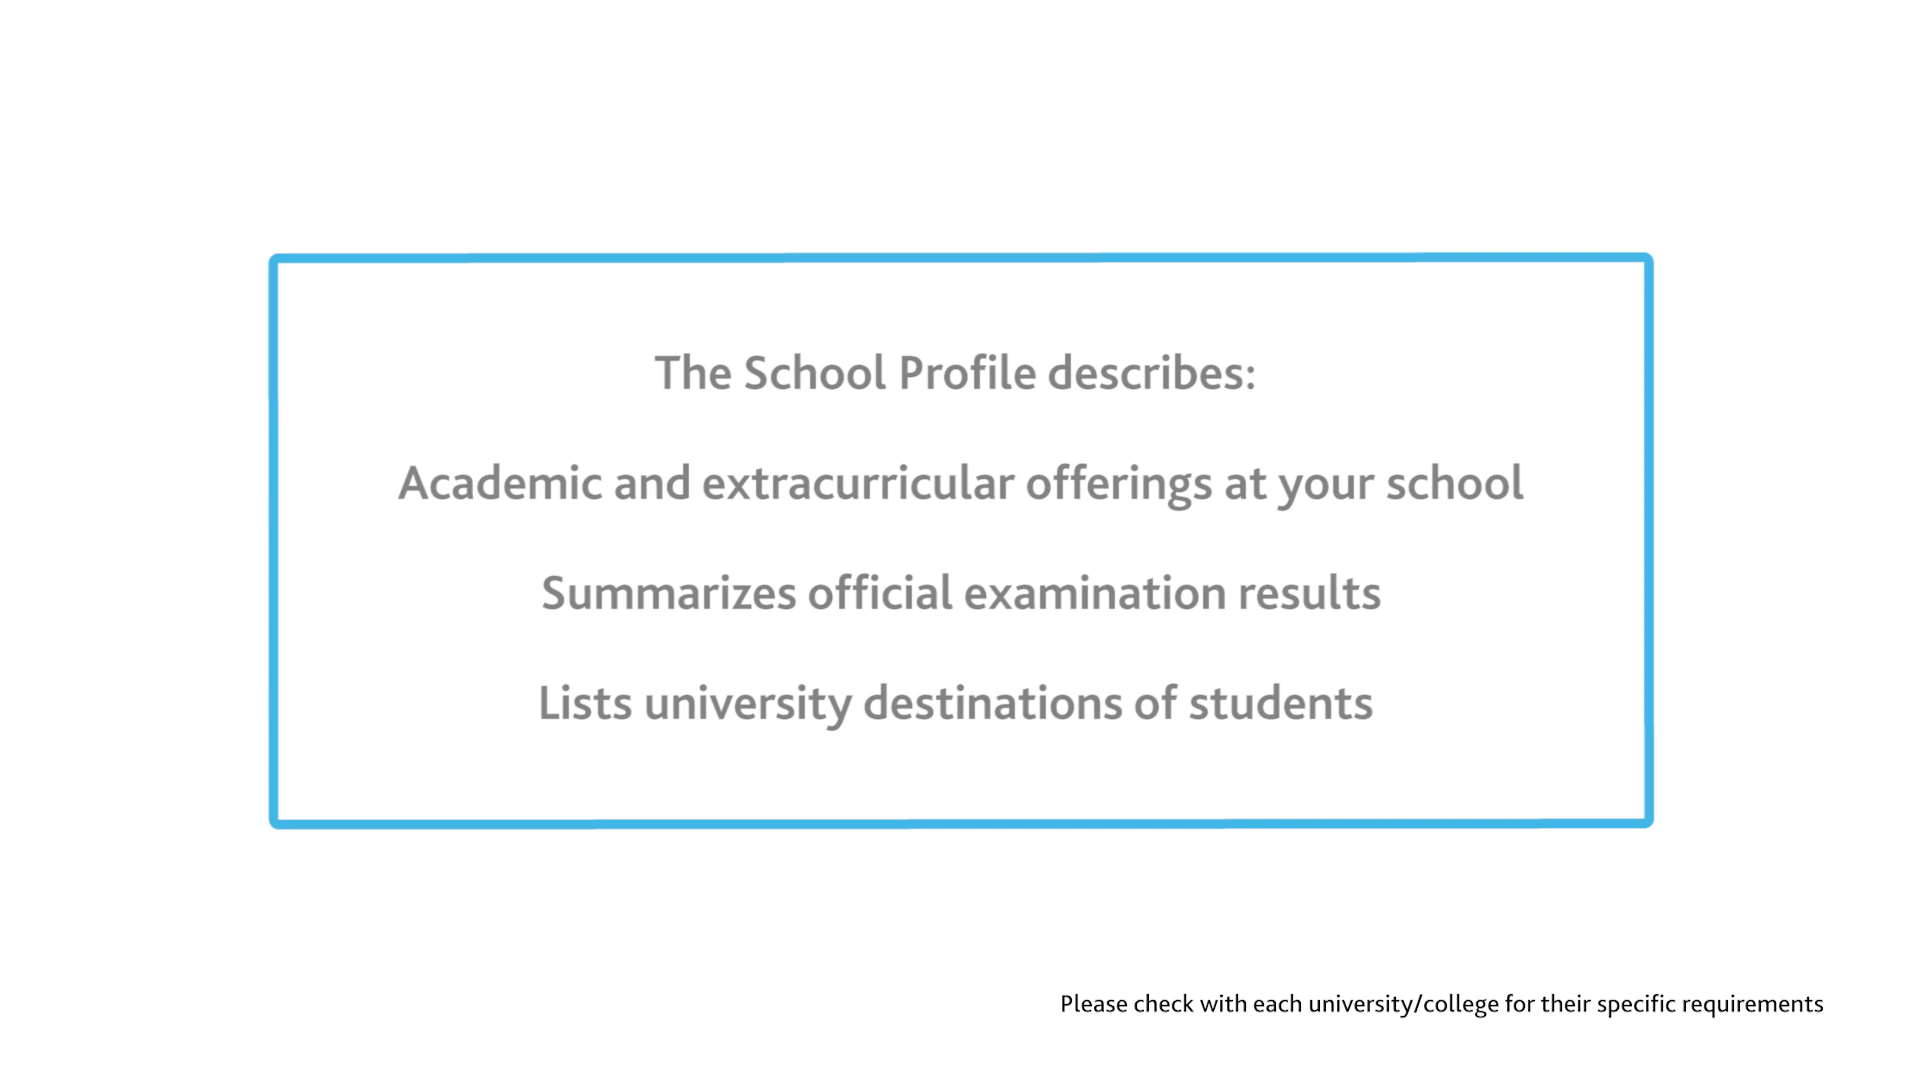 The School Profile describes:
Academic and extracurricular offerings at your school
Summarizes official examination results
Lists university destinations of students
Please check with each university/college for their specific requirements